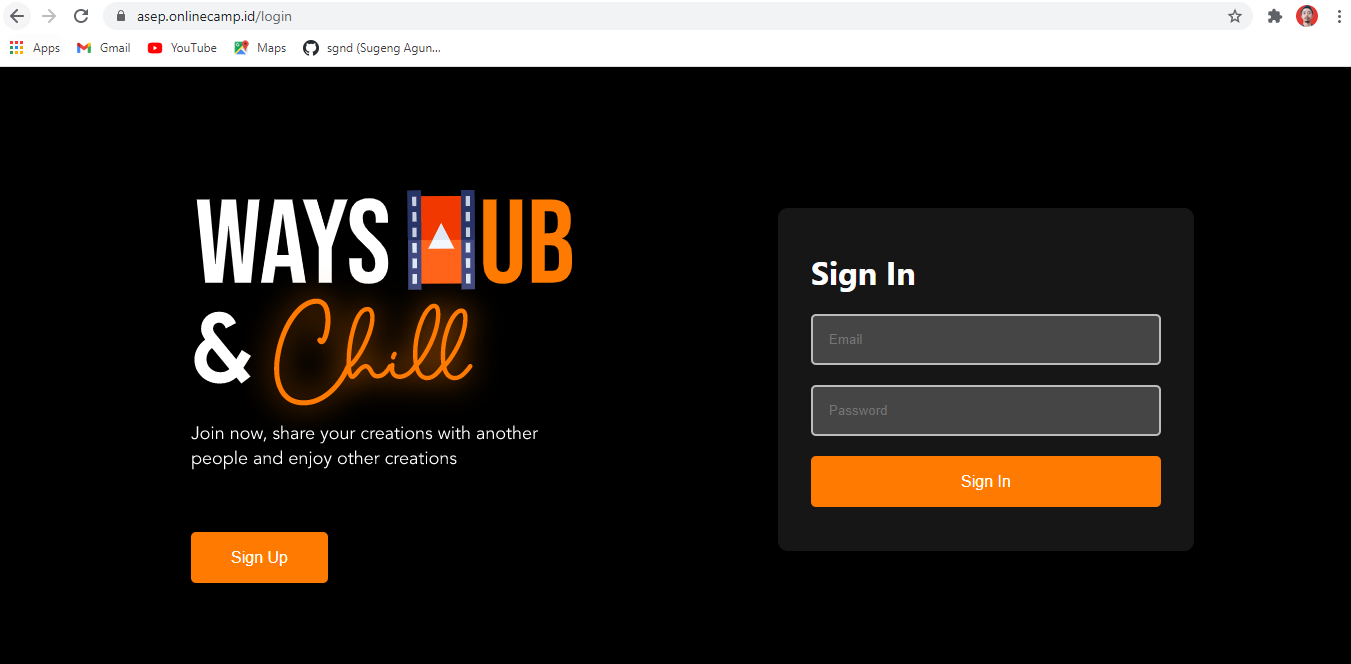 asep.onlinecamp.id/login
Apps Gmail YouTube Maps sgnd (Sugeng Agun...
WAYS HUB
& Chill
Join now, share your creations with another
people and enjoy other creations
Sign Up
Sign In
Email
Password
Sign In